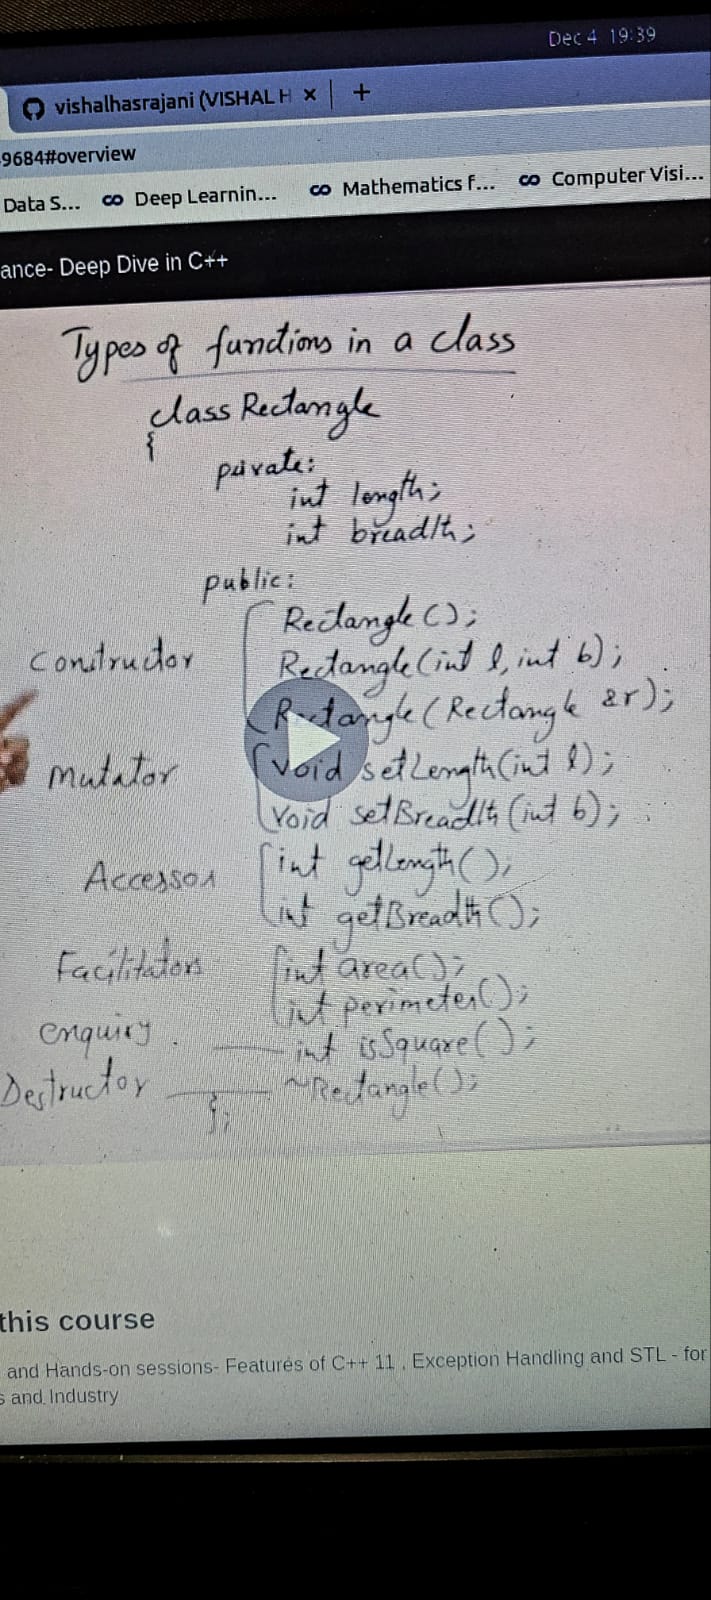 Dec 4 19:39
vishalhasrajani (VISHAL H × +
9684#overview
Data S... Deep Learnin... Mathematics f... Computer Visi...
ance- Deep Dive in C++
Types of functions in a class
class Rectangle
{
private:
int length;
int breadth;
public:
Rectangle();
Constructor Rectangle(int l, int b);
Rectangle(Rectangle &r);
Mutator void setLength(int l);
void setBreadth(int b);
Accessor int getLength();
int getBreadth();
Facilitators int area();
int perimeter();
enquiry int isSquare();
Destructor ~Rectangle();
};
this course
and Hands-on sessions- Features of C++ 11 , Exception Handling and STL - for
s and Industry